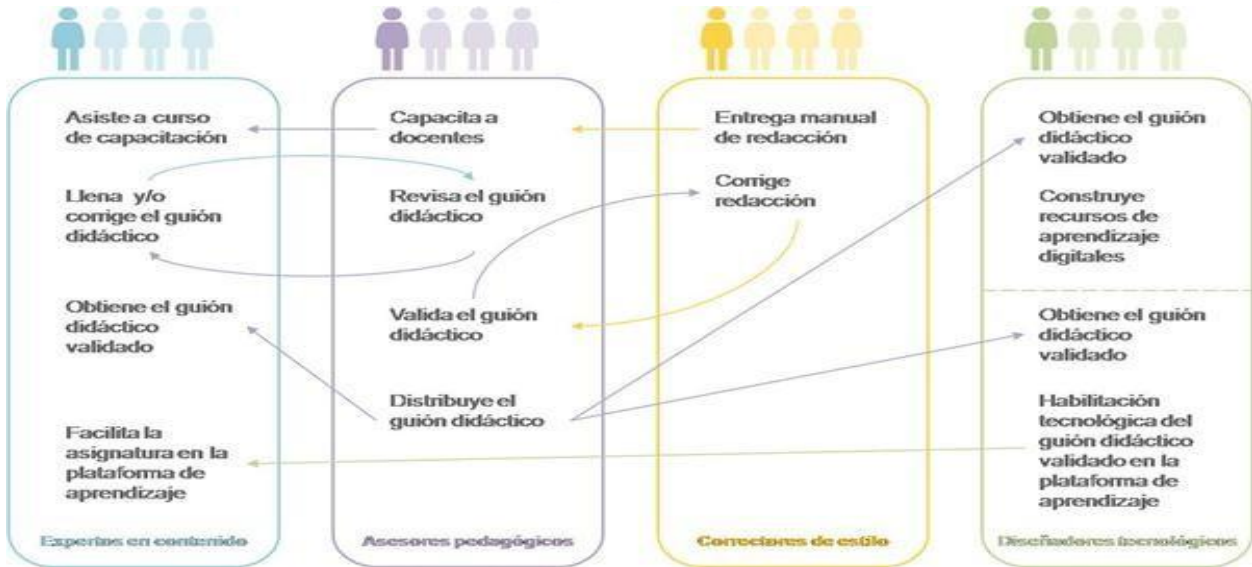 Asiste a curso
de capacitación
Llena y/o
corrige el guión
didáctico
Obtiene el guión
didáctico
validado
Facilita la
asignatura en la
plataforma de
aprendizaje
Expertos en contenido
Capacita a
docentes
Revisa el guión
didáctico
Valida el guión
didáctico
Distribuye el
guión didáctico
Asesores pedagógicos
Entrega manual
de redacción
Corrige
redacción
Correctores de estilo
Obtiene el guión
didáctico
validado
Construye
recursos de
aprendizaje
digitales
Obtiene el guión
didáctico
validado
Habilitación
tecnológica del
guión didáctico
validado en la
plataforma de
aprendizaje
Diseñadores tecnológicos